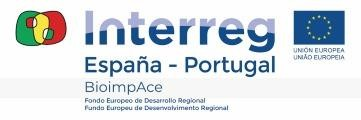 Interreg
España - Portugal
BioimpAce
Fondo Europeo de Desarrollo Regional
Fundo Europeu de Desenvolvimento Regional
UNIÓN EUROPEA
UNIÃO EUROPEIA